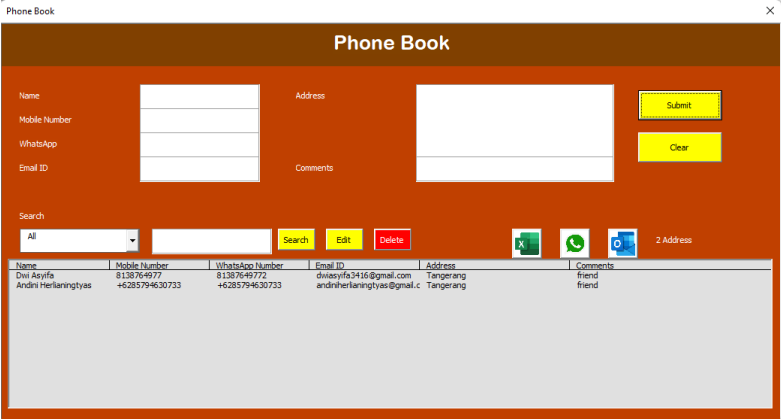 Phone Book
Phone Book
Name
Address
Submit
Mobile Number
WhatsApp
Clear
Email ID
Comments
Search
All
Search
Edit
Delete
2 Address
Name Mobile Number WhatsApp Number Email ID Address Comments
Dwi Asyifa 8138764977 81387649772 dwiasyifa3416@gmail.com Tangerang friend
Andini Herlianingtyas +6285794630733 +6285794630733 andiniherlianingtyas@gmail.c Tangerang friend